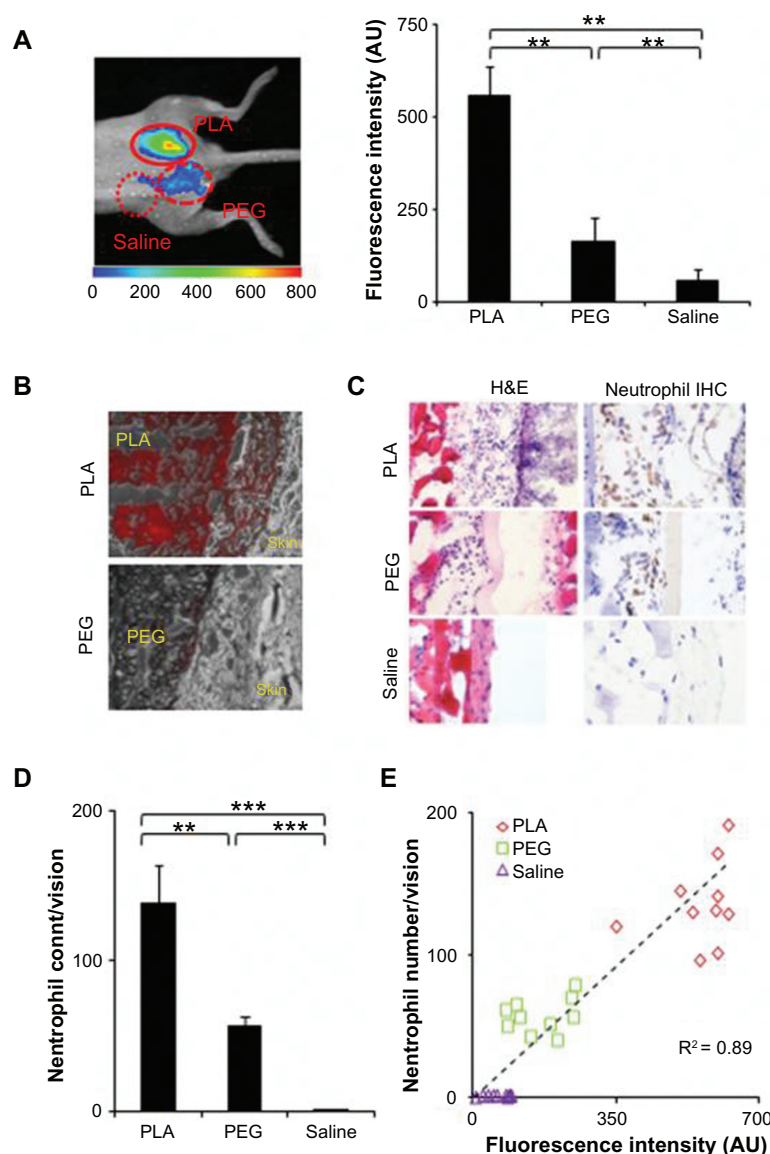 A
PLA
PEG
Saline
0 200 400 600 800
Fluorescence intensity (AU)
750
500
250
0
**
** **
PLA PEG Saline
B
PLA
PLA
Skin
PEG
PEG
Skin
C
H&E Neutrophil IHC
PLA
PEG
Saline
D
Nentrophil connt/vision
200
100
0
***
** ***
PLA PEG Saline
E
Nentrophil number/vision
200
100
0
PLA
PEG
Saline
R² = 0.89
0 350 700
Fluorescence intensity (AU)